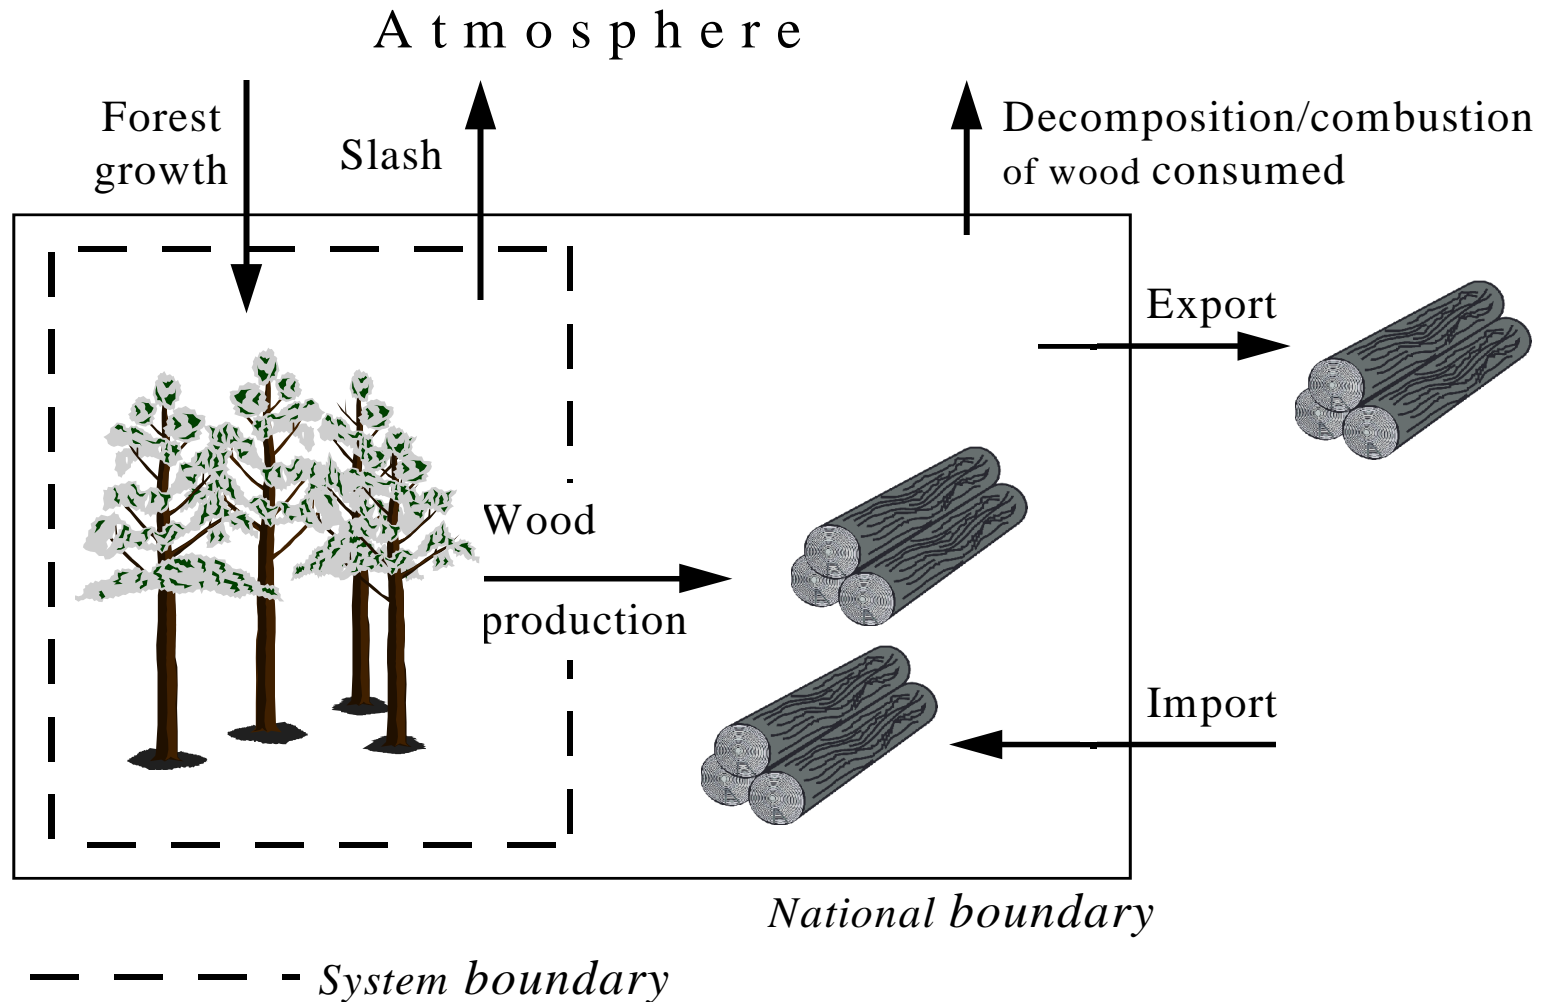 Atmosphere
Forest
growth
Slash
Decomposition/combustion
of wood consumed
Export
Wood
production
Import
National boundary
System boundary